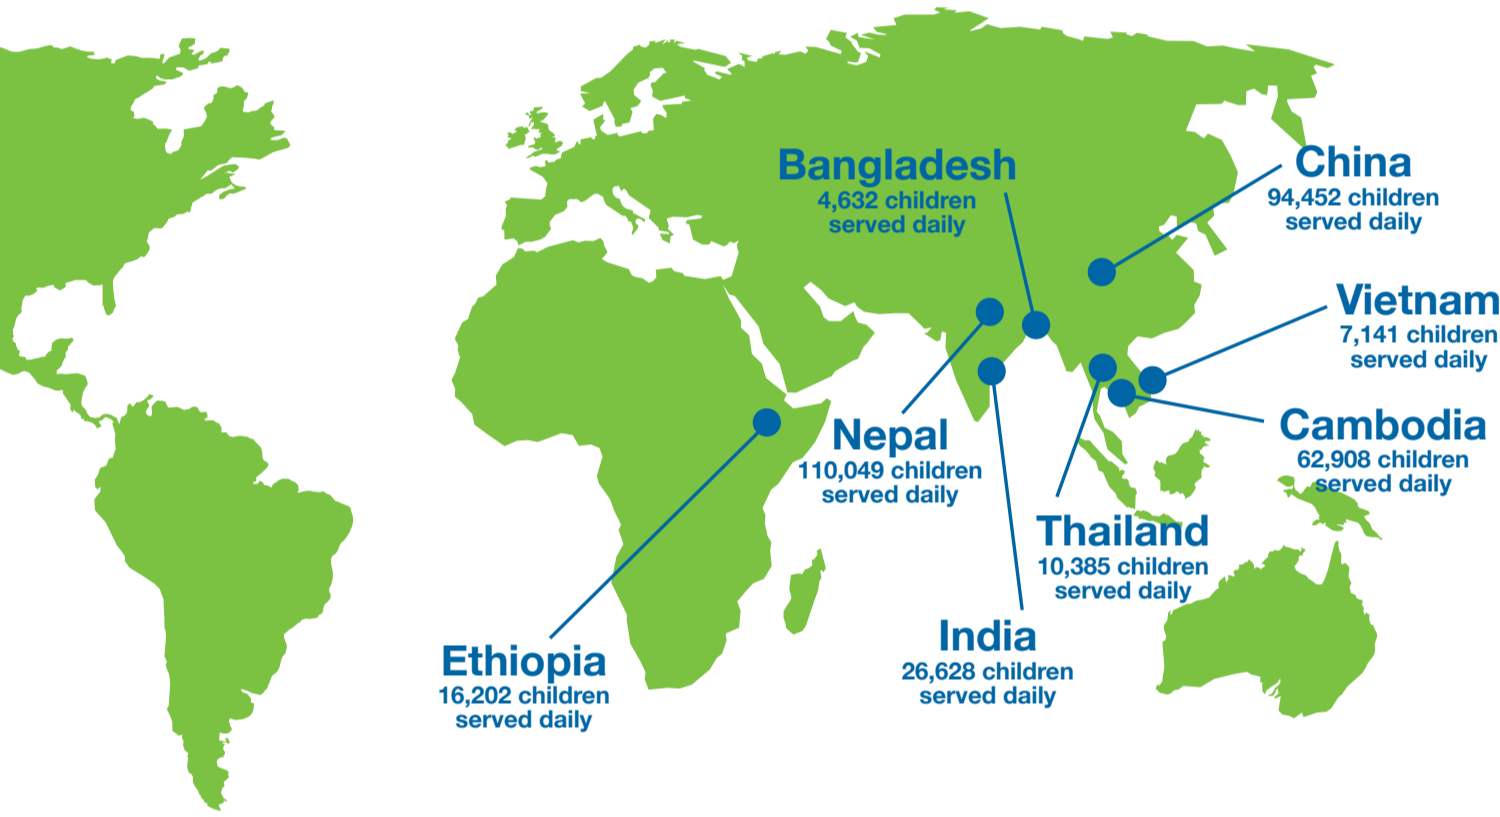 Bangladesh
4,632 children
served daily
China
94,452 children
served daily
Vietnam
7,141 children
served daily
Nepal
110,049 children
served daily
Cambodia
62,908 children
served daily
Thailand
10,385 children
served daily
India
26,628 children
served daily
Ethiopia
16,202 children
served daily